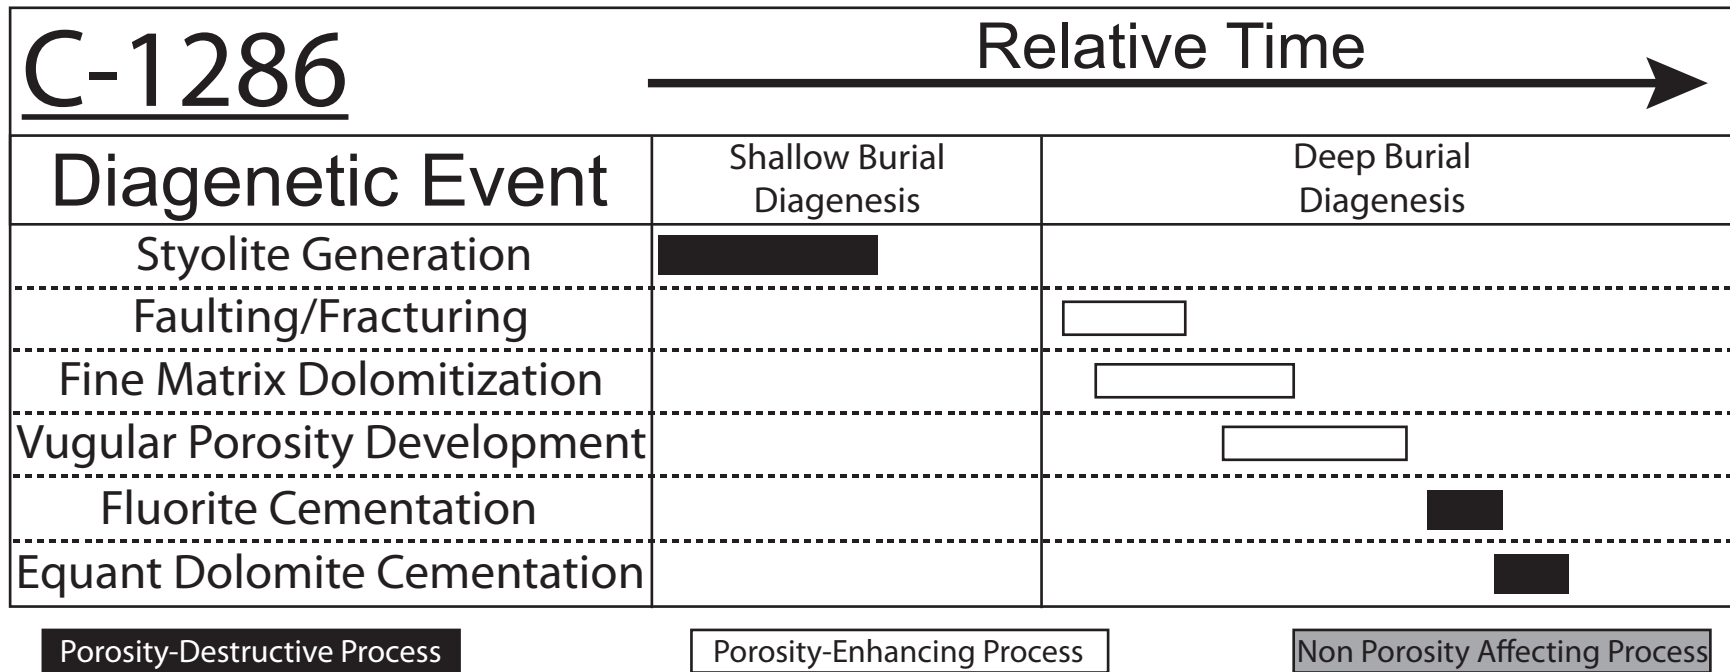 C-1286
Relative Time
Diagenetic Event
Shallow Burial
Diagenesis
Deep Burial
Diagenesis
Styolite Generation
Faulting/Fracturing
Fine Matrix Dolomitization
Vugular Porosity Development
Fluorite Cementation
Equant Dolomite Cementation
Porosity-Destructive Process
Porosity-Enhancing Process
Non Porosity Affecting Process